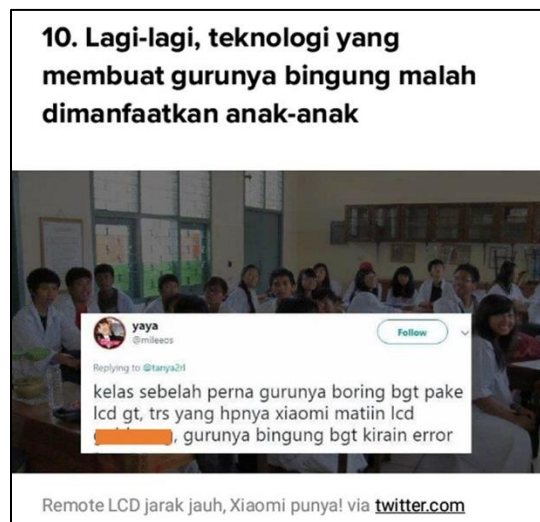 10. Lagi-lagi, teknologi yang
membuat gurunya bingung malah
dimanfaatkan anak-anak
yaya
@mileeos
Follow
Replying to @tanya2rl
kelas sebelah perna gurunya boring bgt pake
lcd gt, trs yang hpnya xiaomi matiin lcd
, gurunya bingung bgt kirain error
Remote LCD jarak jauh, Xiaomi punya! via twitter.com